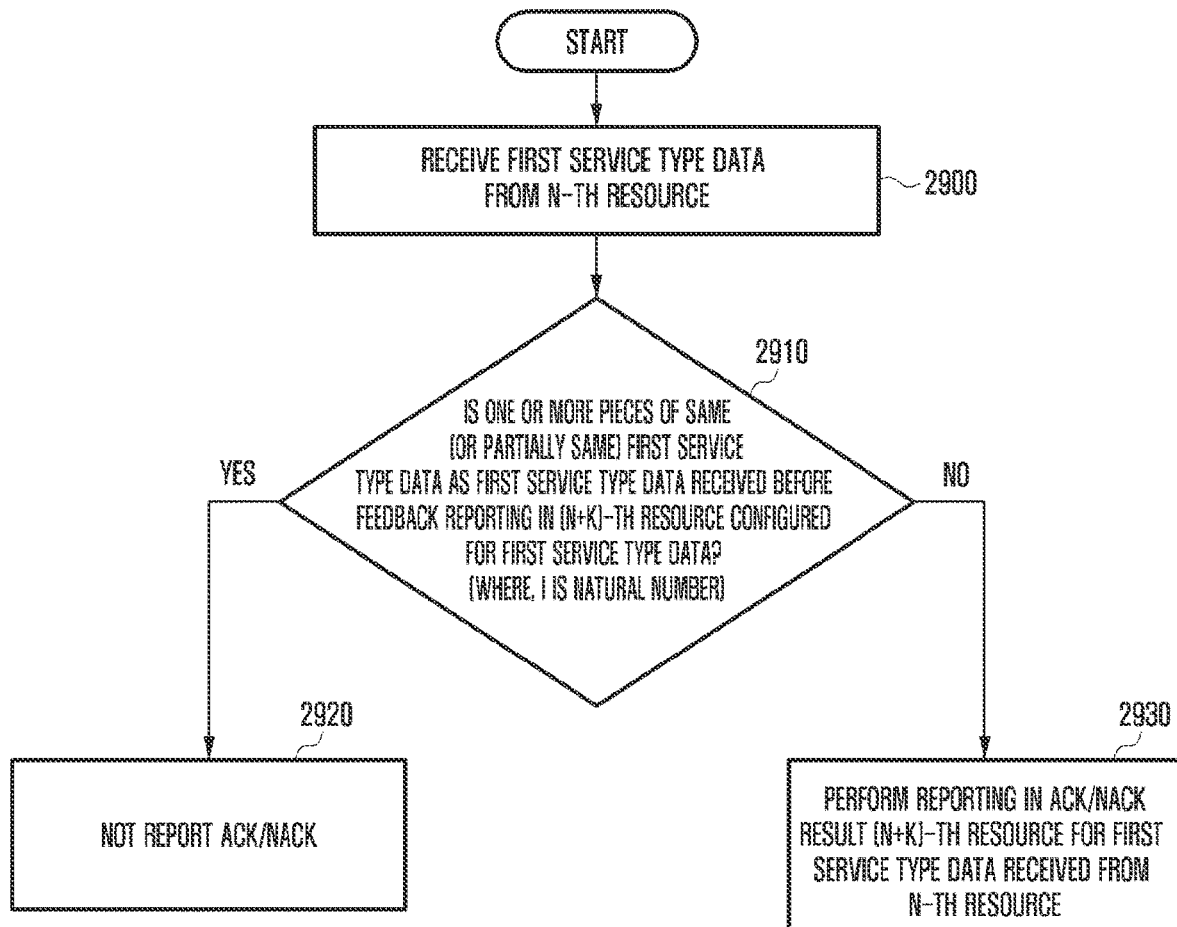 START
RECEIVE FIRST SERVICE TYPE DATA
FROM N-TH RESOURCE
2900
2910
IS ONE OR MORE PIECES OF SAME
(OR PARTIALLY SAME) FIRST SERVICE
TYPE DATA AS FIRST SERVICE TYPE DATA RECEIVED BEFORE
FEEDBACK REPORTING IN (N+K)-TH RESOURCE CONFIGURED
FOR FIRST SERVICE TYPE DATA?
(WHERE, I IS NATURAL NUMBER)
YES
NO
2920
NOT REPORT ACK/NACK
2930
PERFORM REPORTING IN ACK/NACK
RESULT (N+K)-TH RESOURCE FOR FIRST
SERVICE TYPE DATA RECEIVED FROM
N-TH RESOURCE